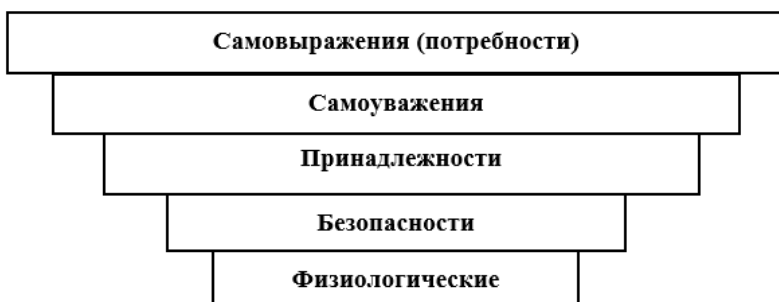 Самовыражения (потребности)
Самоуважения
Принадлежности
Безопасности
Физиологические